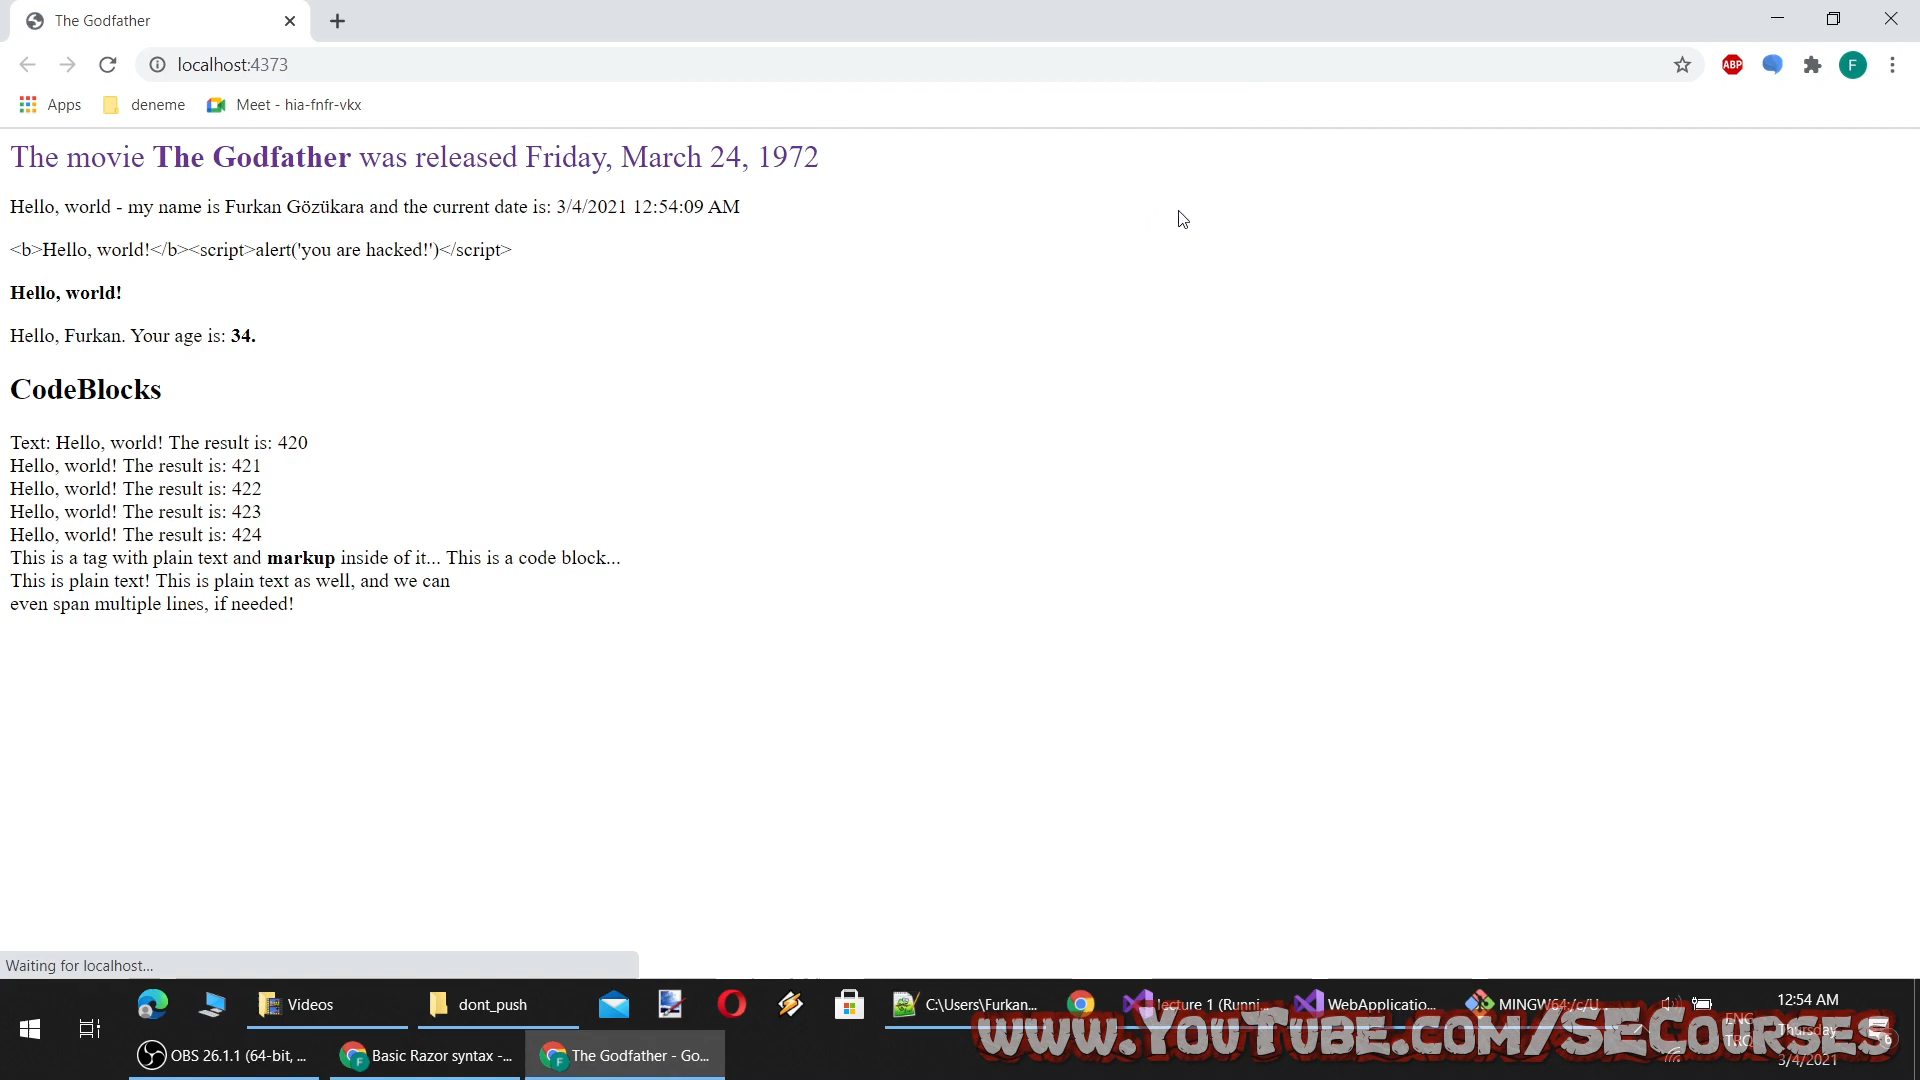 The Godfather
localhost:4373
ABP
F
Apps
deneme
Meet - hia-fnfr-vkx
The movie The Godfather was released Friday, March 24, 1972
Hello, world - my name is Furkan Gözükara and the current date is: 3/4/2021 12:54:09 AM
<b>Hello, world!</b><script>alert('you are hacked!')</script>
Hello, world!
Hello, Furkan. Your age is: 34.
CodeBlocks
Text: Hello, world! The result is: 420
Hello, world! The result is: 421
Hello, world! The result is: 422
Hello, world! The result is: 423
Hello, world! The result is: 424
This is a tag with plain text and markup inside of it... This is a code block...
This is plain text! This is plain text as well, and we can
even span multiple lines, if needed!
Waiting for localhost...
Videos
dont_push
C:\Users\Furkan...
lecture 1 (Runni...
WebApplicatio...
MINGW64:/c/U...
12:54 AM
ENG
Thursday
3/4/2021
OBS 26.1.1 (64-bit, ...
Basic Razor syntax -...
The Godfather - Go...
www.YouTube.com/SECourses